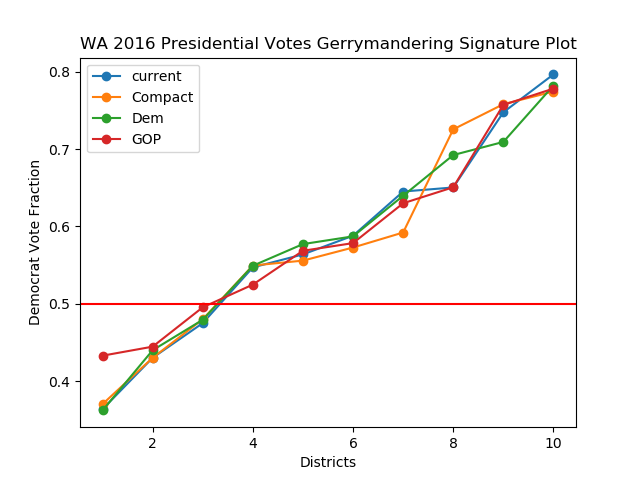 WA 2016 Presidential Votes Gerrymandering Signature Plot
current
Compact
Dem
GOP
Democrat Vote Fraction
0.8
0.7
0.6
0.5
0.4
2 4 6 8 10
Districts